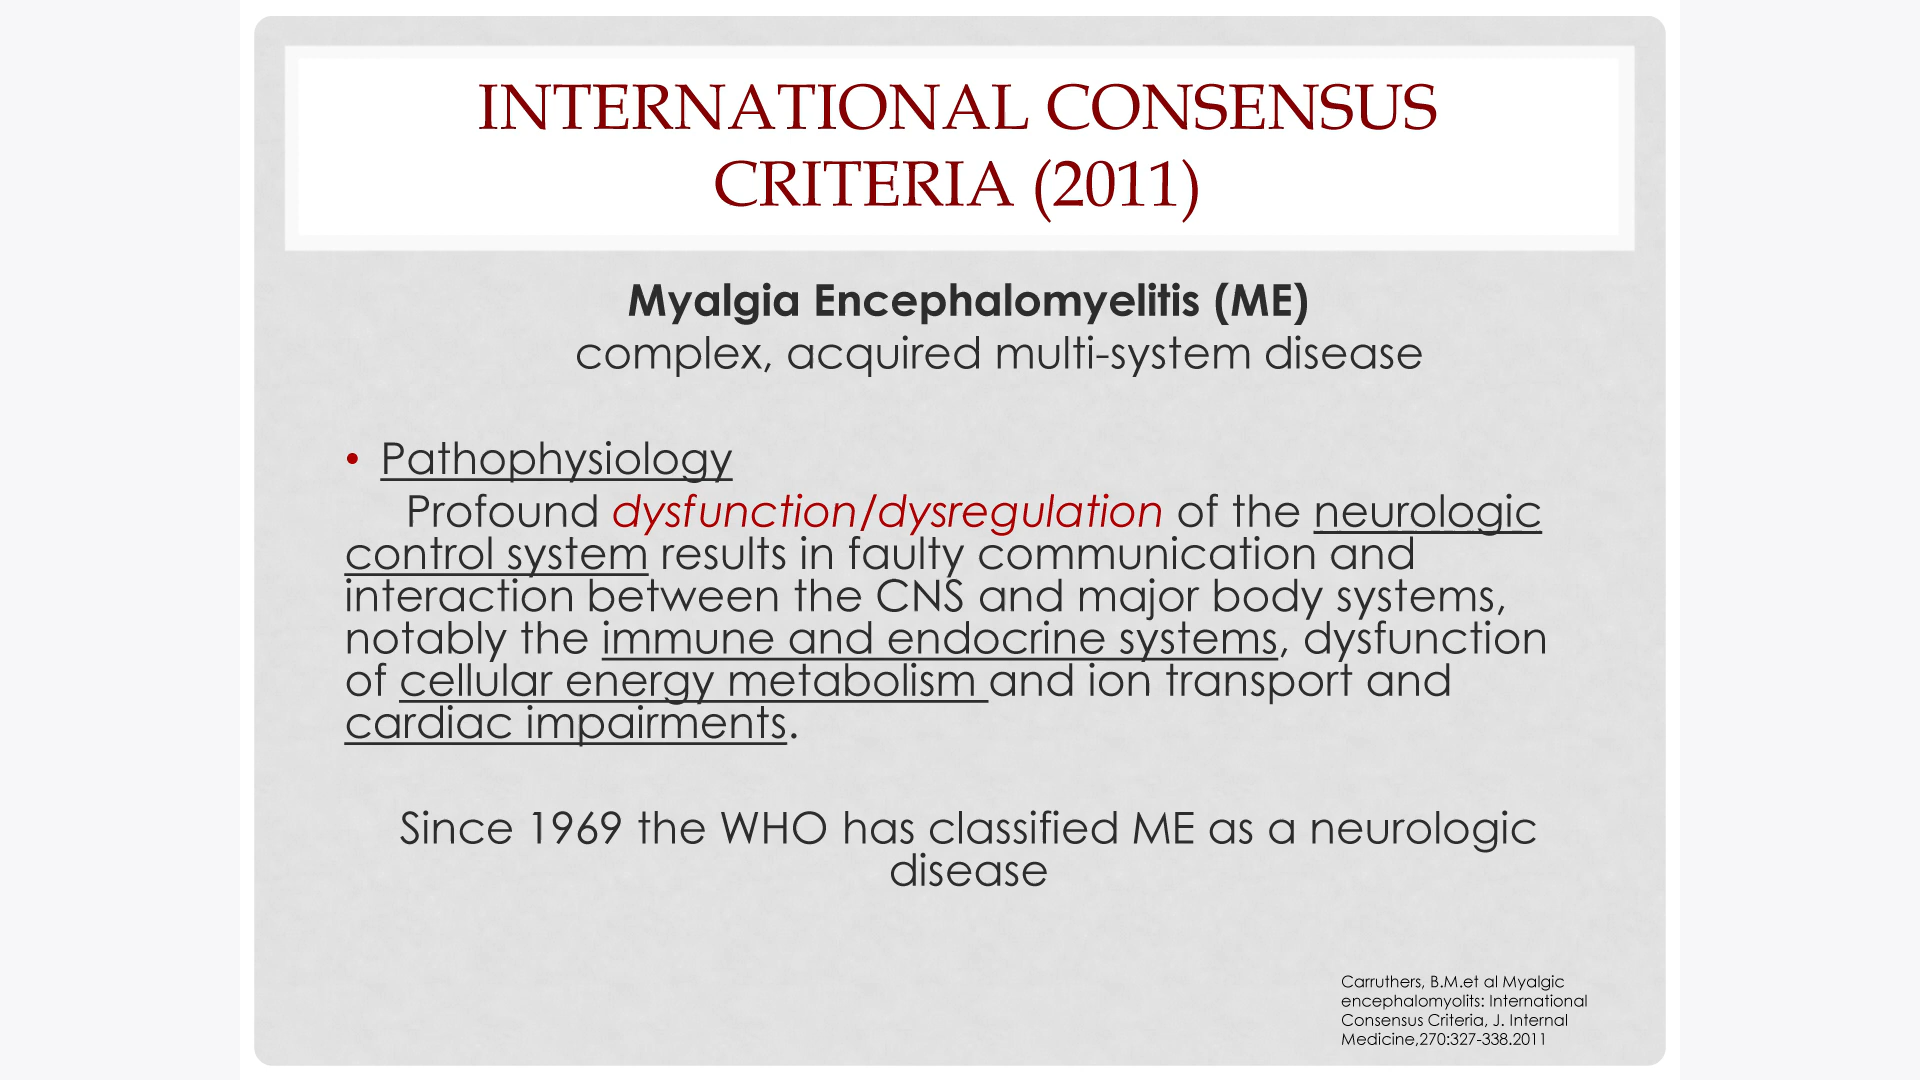 INTERNATIONAL CONSENSUS
CRITERIA (2011)
Myalgia Encephalomyelitis (ME)
complex, acquired multi-system disease
• Pathophysiology
Profound dysfunction/dysregulation of the neurologic
control system results in faulty communication and
interaction between the CNS and major body systems,
notably the immune and endocrine systems, dysfunction
of cellular energy metabolism and ion transport and
cardiac impairments.
Since 1969 the WHO has classified ME as a neurologic
disease
Carruthers, B.M.et al Myalgic
encephalomyolits: International
Consensus Criteria, J. Internal
Medicine,270:327-338.2011